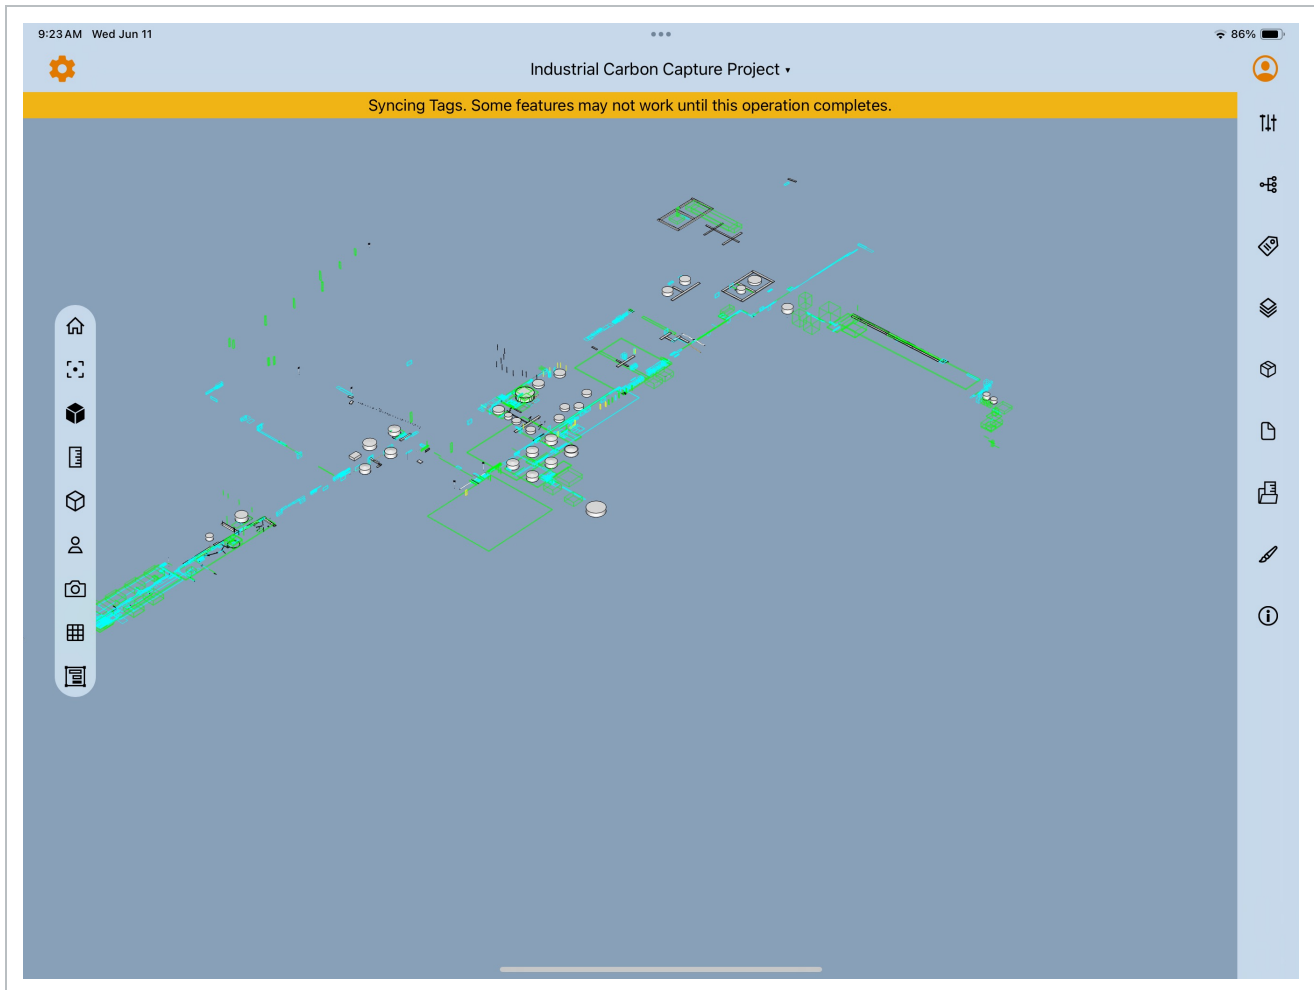 9:23 AM Wed Jun 11
86%
Industrial Carbon Capture Project
Syncing Tags. Some features may not work until this operation completes.